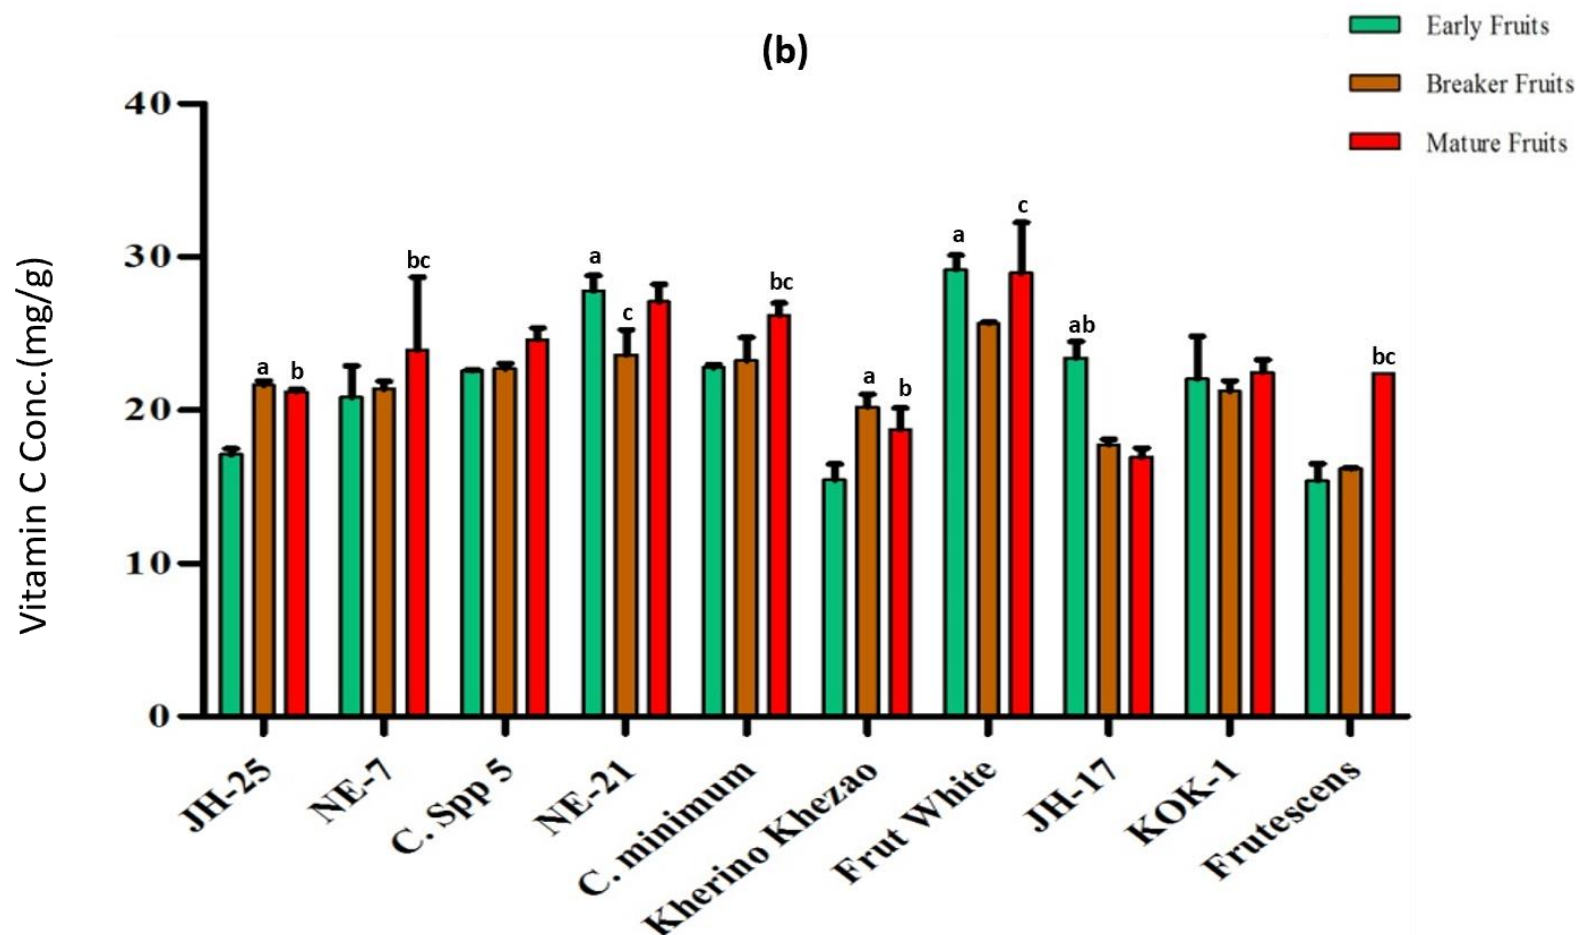 (b)
Early Fruits
Breaker Fruits
Mature Fruits
Vitamin C Conc.(mg/g)
40
30
20
10
0
a b
bc
a
c
bc
a
b
a
c
ab
bc
JH-25
NE-7
C. Spp 5
NE-21
C. minimum
Kherino Khezao
Frut White
JH-17
KOK-1
Frutescens